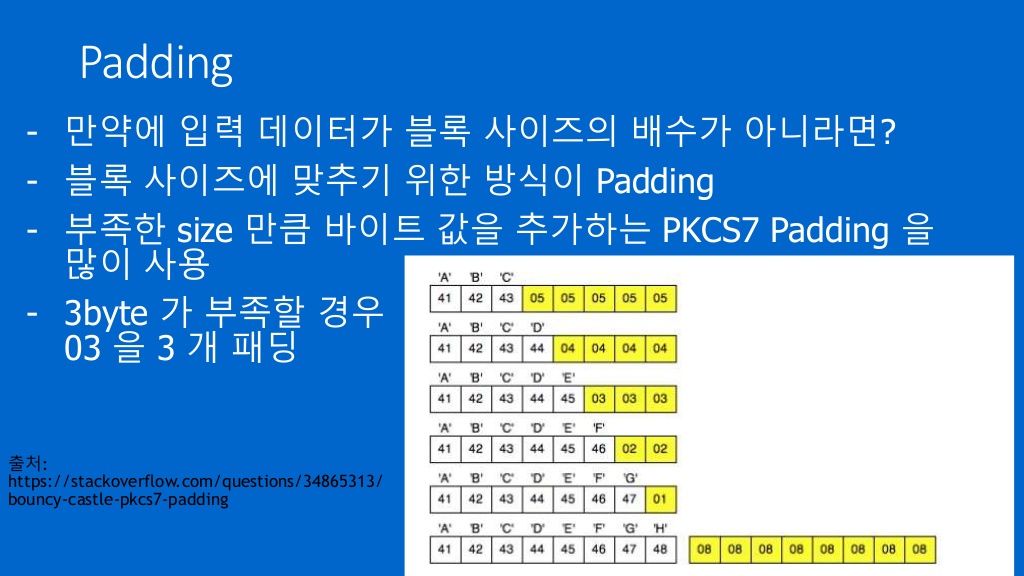 Padding
- 만약에 입력 데이터가 블록 사이즈의 배수가 아니라면?
- 블록 사이즈에 맞추기 위한 방식이 Padding
- 부족한 size 만큼 바이트 값을 추가하는 PKCS7 Padding 을
많이 사용
- 3byte 가 부족할 경우
03 을 3 개 패딩
출처:
https://stackoverflow.com/questions/34865313/
bouncy-castle-pkcs7-padding
'A' 'B' 'C'
41 42 43 05 05 05 05 05
'A' 'B' 'C' 'D'
41 42 43 44 04 04 04 04
'A' 'B' 'C' 'D' 'E'
41 42 43 44 45 03 03 03
'A' 'B' 'C' 'D' 'E' 'F'
41 42 43 44 45 46 02 02
'A' 'B' 'C' 'D' 'E' 'F' 'G'
41 42 43 44 45 46 47 01
'A' 'B' 'C' 'D' 'E' 'F' 'G' 'H'
41 42 43 44 45 46 47 48 08 08 08 08 08 08 08 08